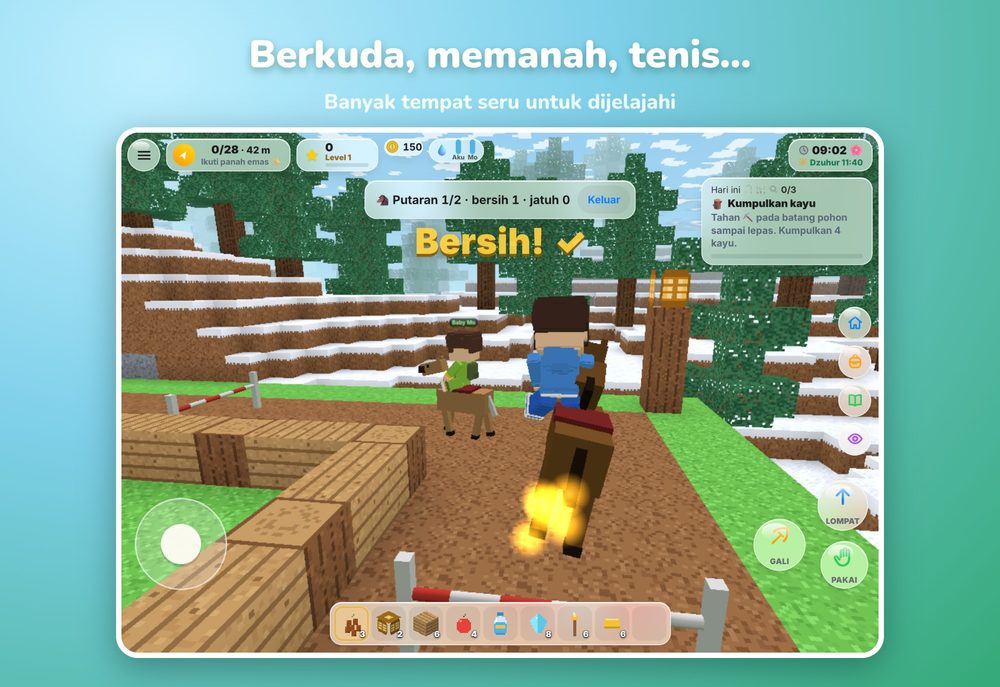 Berkuda, memanah, tenis...
Banyak tempat seru untuk dijelajahi
0/28 · 42 m
Ikuti panah emas
0
Level 1
150
Aku Mo
09:02
Dzuhur 11:40
Putaran 1/2 · bersih 1 · jatuh 0
Keluar
Hari ini 0/3
Kumpulkan kayu
Tahan pada batang pohon
sampai lepas. Kumpulkan 4
kayu.
Bersih!
Baby Mo
LOMPAT
GALI
PAKAI
3 2 6 4 8 6 6